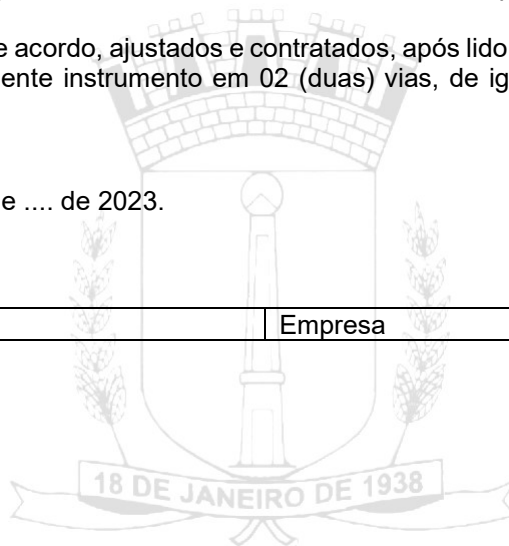 e acordo, ajustados e contratados, após lido
ente instrumento em 02 (duas) vias, de ig
e .... de 2023.
Empresa
18 DE JANEIRO DE 1938